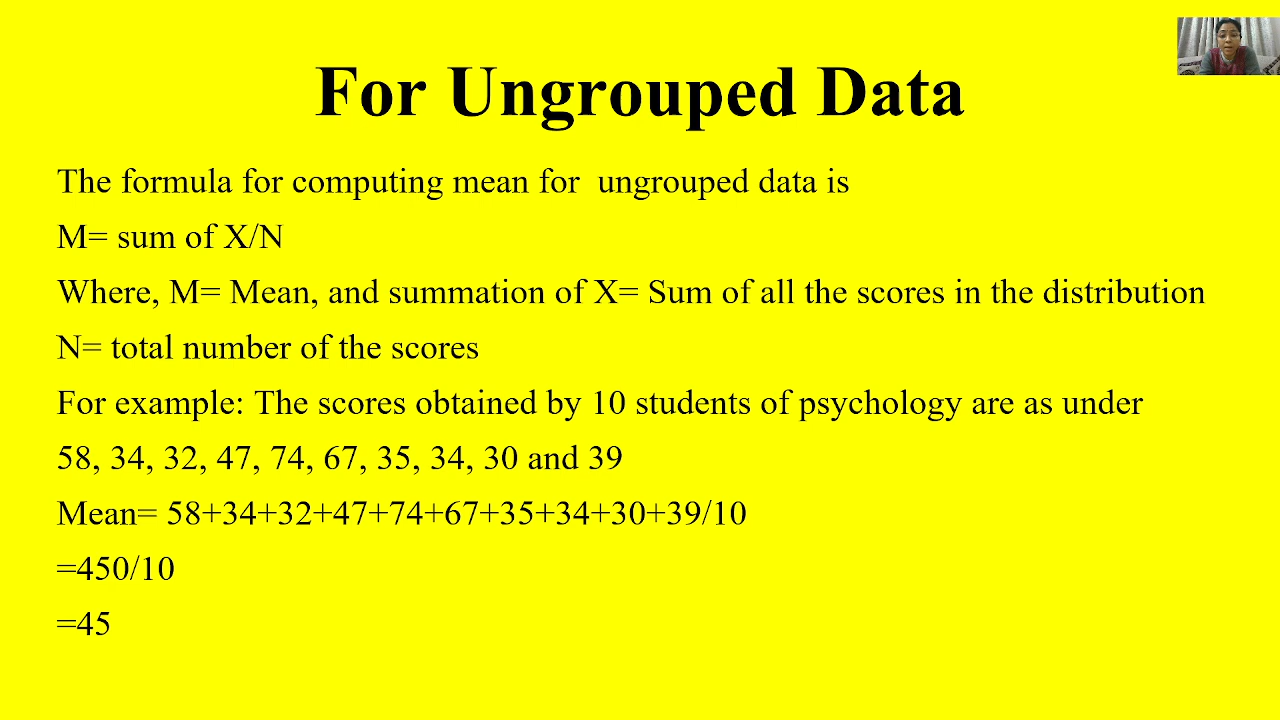 For Ungrouped Data
The formula for computing mean for  ungrouped data is
M= sum of X/N
Where, M= Mean, and summation of X= Sum of all the scores in the distribution
N= total number of the scores
For example: The scores obtained by 10 students of psychology are as under
58, 34, 32, 47, 74, 67, 35, 34, 30 and 39
Mean= 58+34+32+47+74+67+35+34+30+39/10
=450/10
=45